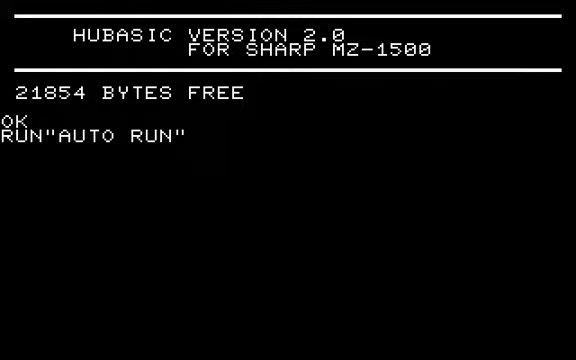 HUBASIC VERSION 2.0
FOR SHARP MZ-1500
21854 BYTES FREE
OK
RUN"AUTO RUN"